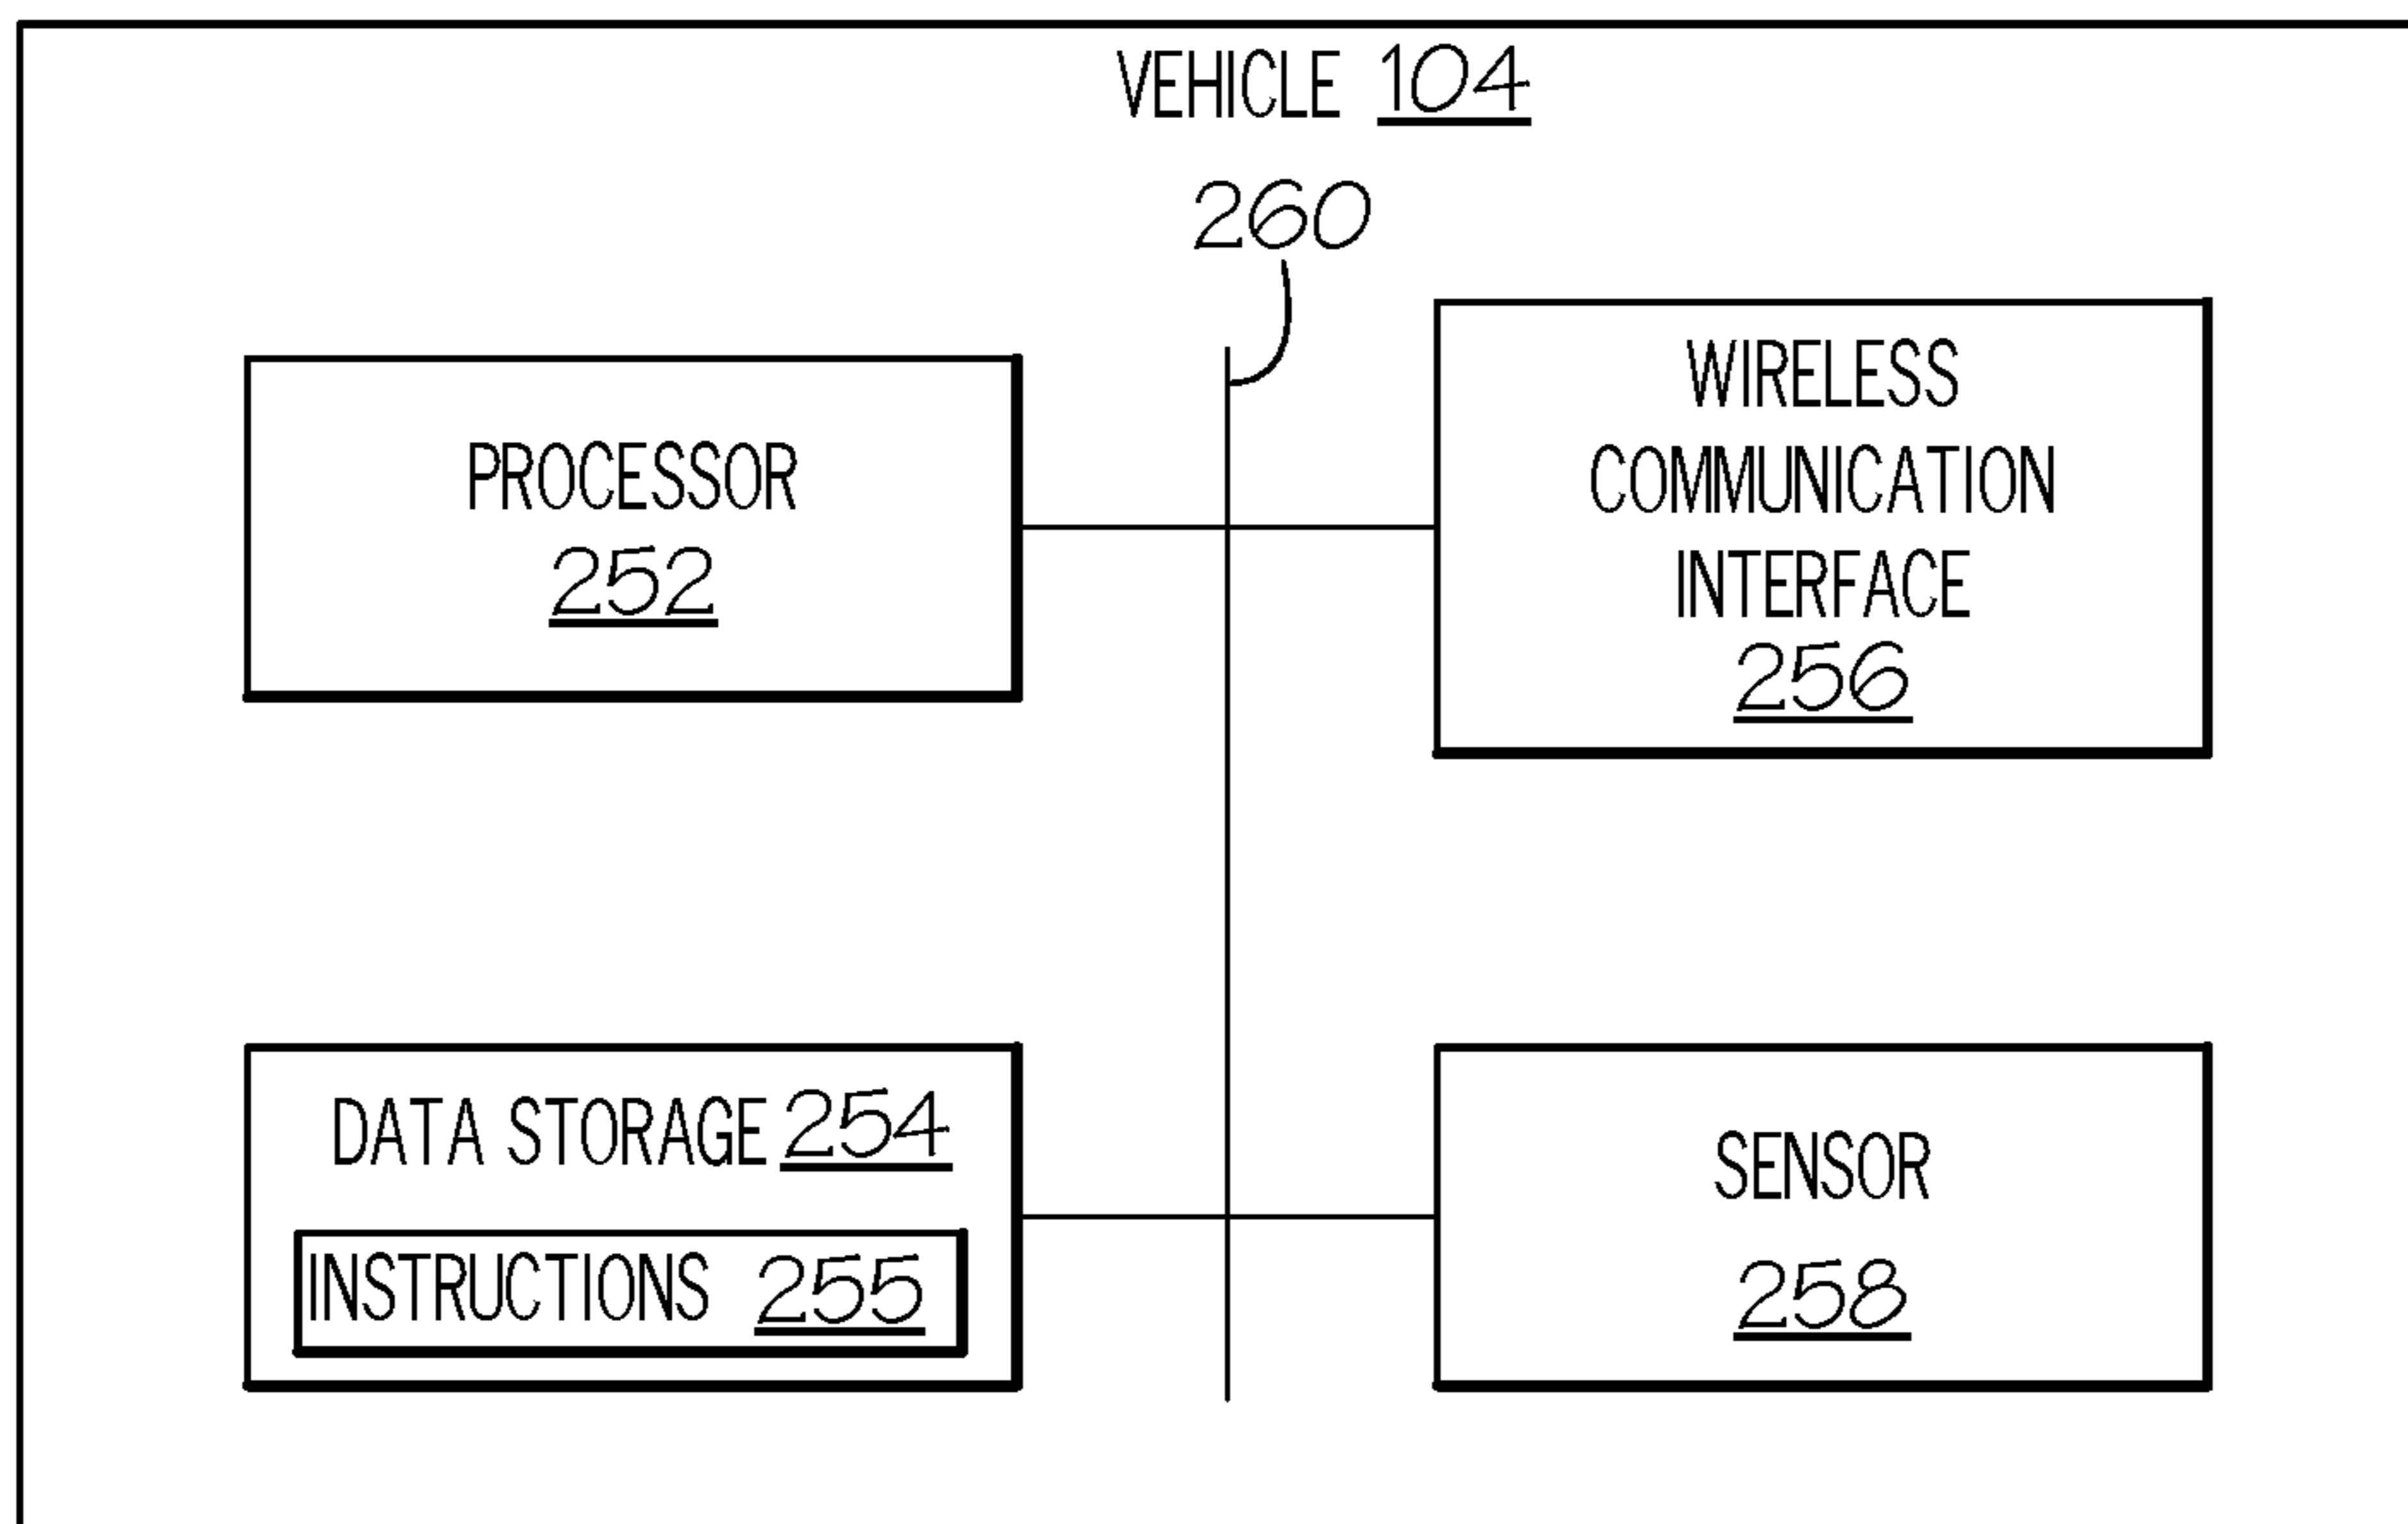 VEHICLE 104
260
PROCESSOR
252
WIRELESS
COMMUNICATION
INTERFACE
256
DATA STORAGE 254
INSTRUCTIONS 255
SENSOR
258